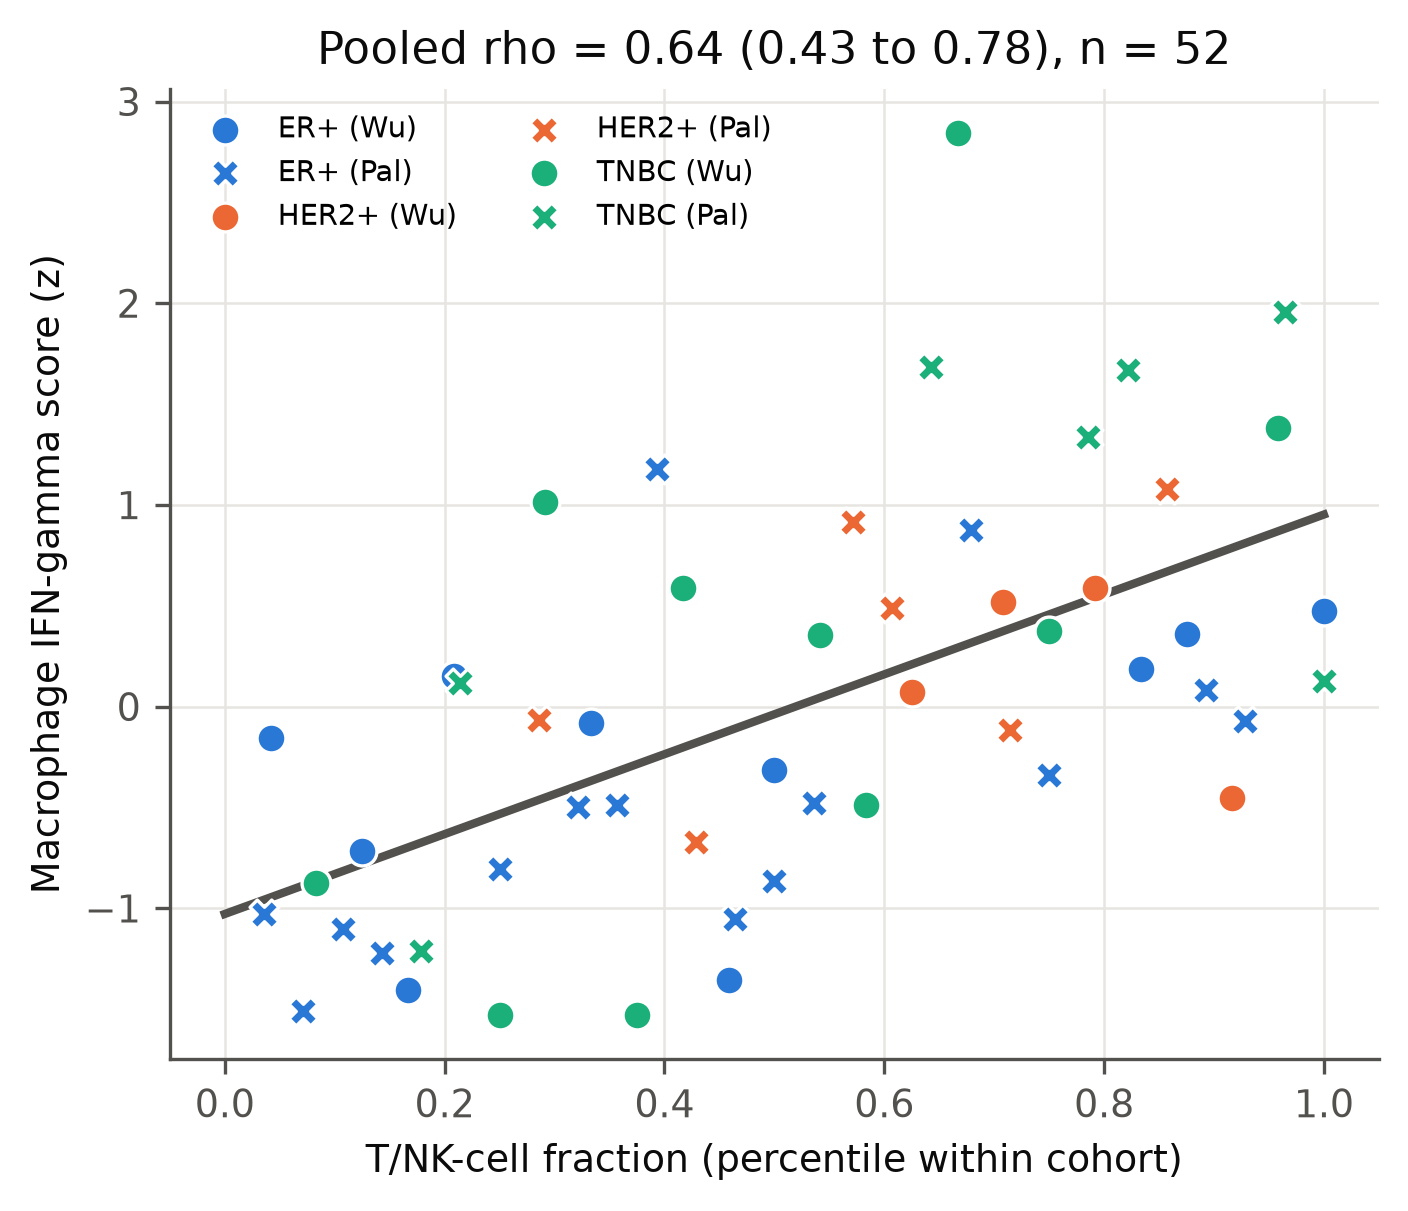 Pooled rho = 0.64 (0.43 to 0.78), n = 52
3
2
1
0
−1
Macrophage IFN-gamma score (z)
ER+ (Wu)
ER+ (Pal)
HER2+ (Wu)
HER2+ (Pal)
TNBC (Wu)
TNBC (Pal)
0.0 0.2 0.4 0.6 0.8 1.0
T/NK-cell fraction (percentile within cohort)